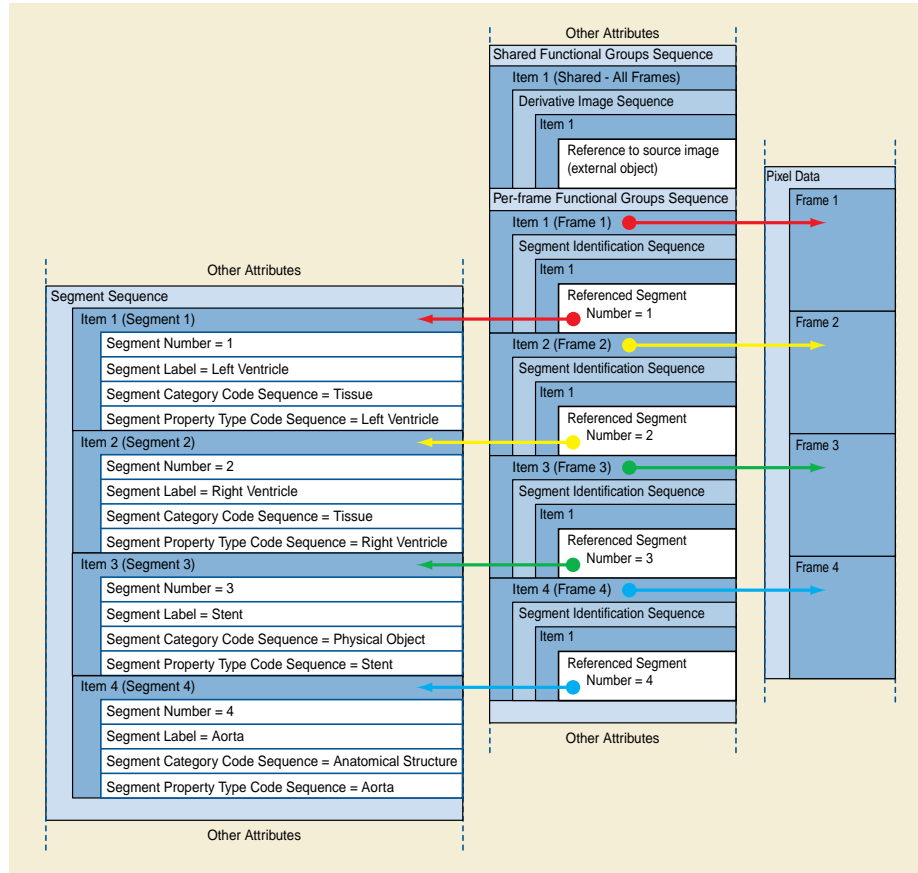 Other Attributes
Segment Sequence
Item 1 (Segment 1)
Segment Number = 1
Segment Label = Left Ventricle
Segment Category Code Sequence = Tissue
Segment Property Type Code Sequence = Left Ventricle
Item 2 (Segment 2)
Segment Number = 2
Segment Label = Right Ventricle
Segment Category Code Sequence = Tissue
Segment Property Type Code Sequence = Right Ventricle
Item 3 (Segment 3)
Segment Number = 3
Segment Label = Stent
Segment Category Code Sequence = Physical Object
Segment Property Type Code Sequence = Stent
Item 4 (Segment 4)
Segment Number = 4
Segment Label = Aorta
Segment Category Code Sequence = Anatomical Structure
Segment Property Type Code Sequence = Aorta
Other Attributes
Other Attributes
Shared Functional Groups Sequence
Item 1 (Shared - All Frames)
Derivative Image Sequence
Item 1
Reference to source image
(external object)
Per-frame Functional Groups Sequence
Item 1 (Frame 1)
Segment Identification Sequence
Item 1
Referenced Segment
Number = 1
Item 2 (Frame 2)
Segment Identification Sequence
Item 1
Referenced Segment
Number = 2
Item 3 (Frame 3)
Segment Identification Sequence
Item 1
Referenced Segment
Number = 3
Item 4 (Frame 4)
Segment Identification Sequence
Item 1
Referenced Segment
Number = 4
Other Attributes
Pixel Data
Frame 1
Frame 2
Frame 3
Frame 4